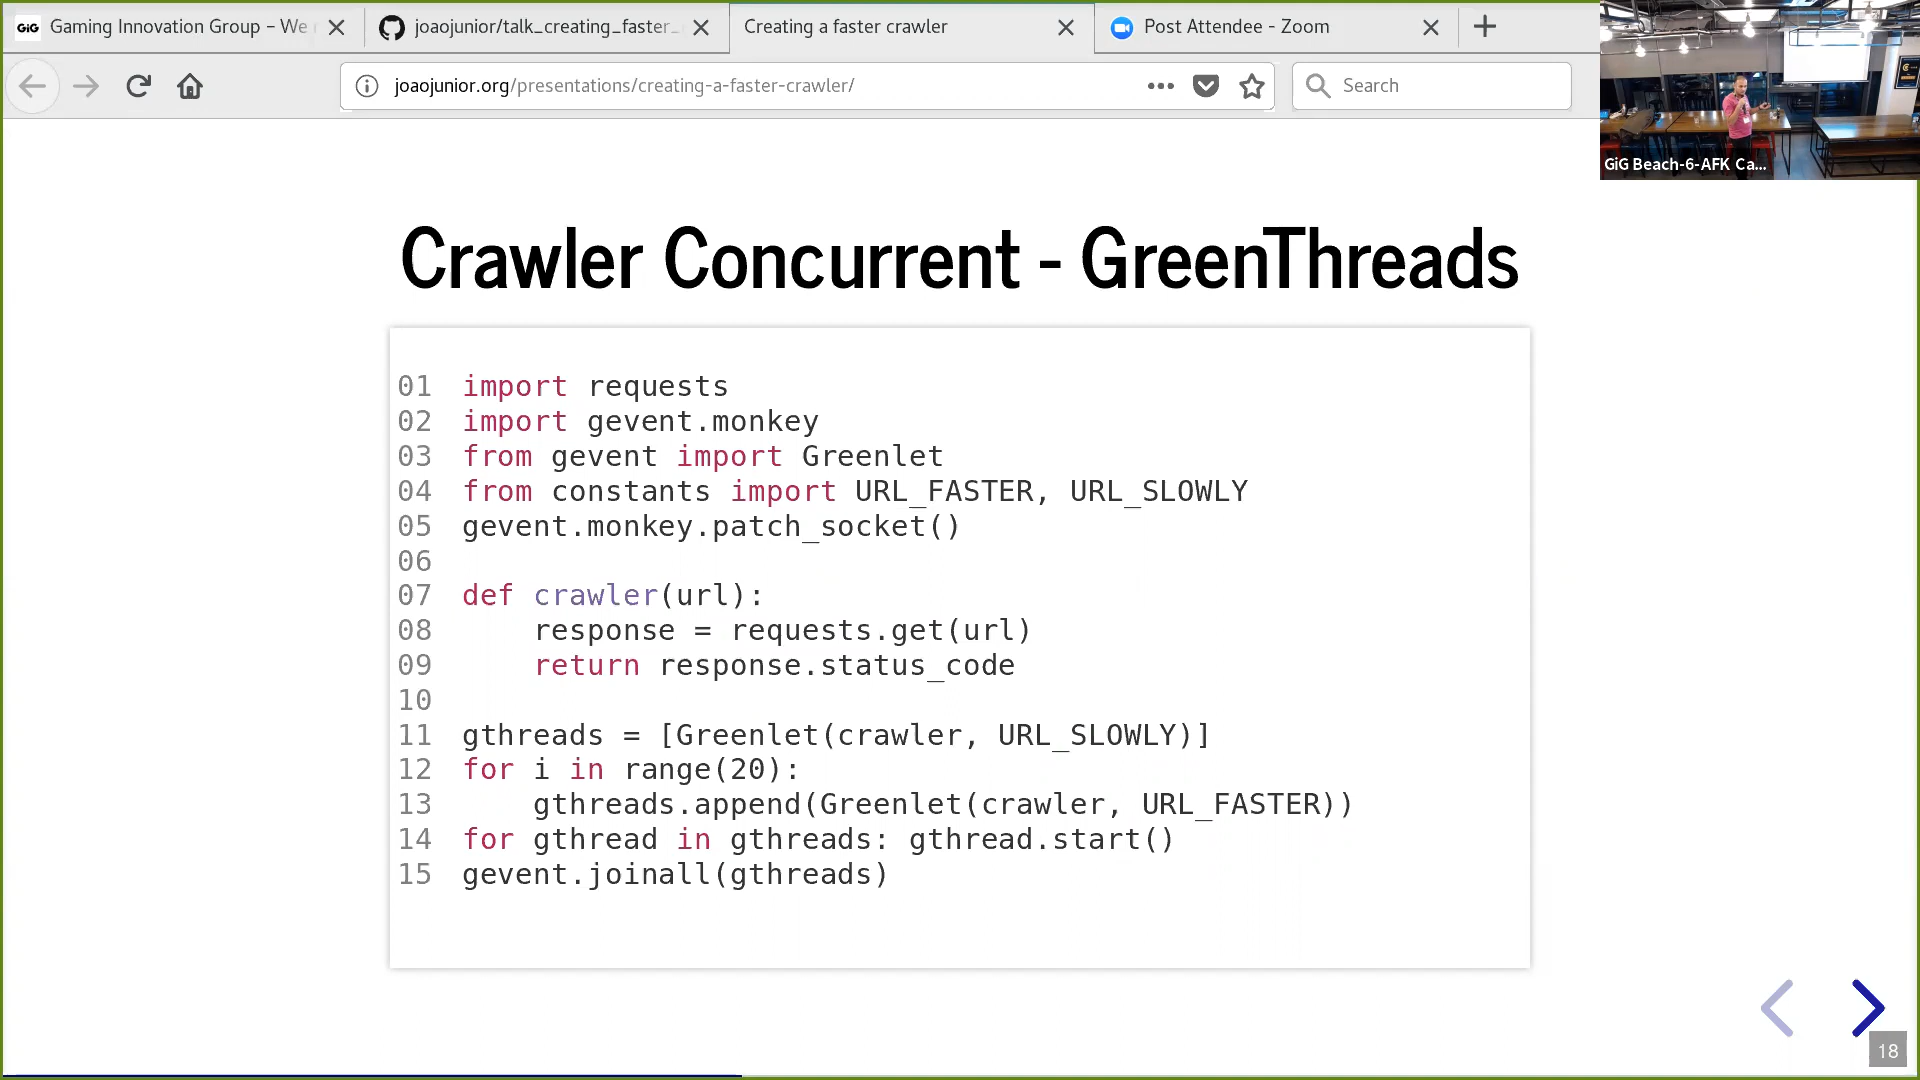 GiG Gaming Innovation Group – We
joaojunior/talk_creating_faster_
Creating a faster crawler
Post Attendee - Zoom
joaojunior.org/presentations/creating-a-faster-crawler/
Search
GiG Beach-6-AFK Ca...
Crawler Concurrent - GreenThreads
01 import requests
02 import gevent.monkey
03 from gevent import Greenlet
04 from constants import URL_FASTER, URL_SLOWLY
05 gevent.monkey.patch_socket()
06
07 def crawler(url):
08     response = requests.get(url)
09     return response.status_code
10
11 gthreads = [Greenlet(crawler, URL_SLOWLY)]
12 for i in range(20):
13     gthreads.append(Greenlet(crawler, URL_FASTER))
14 for gthread in gthreads: gthread.start()
15 gevent.joinall(gthreads)
18